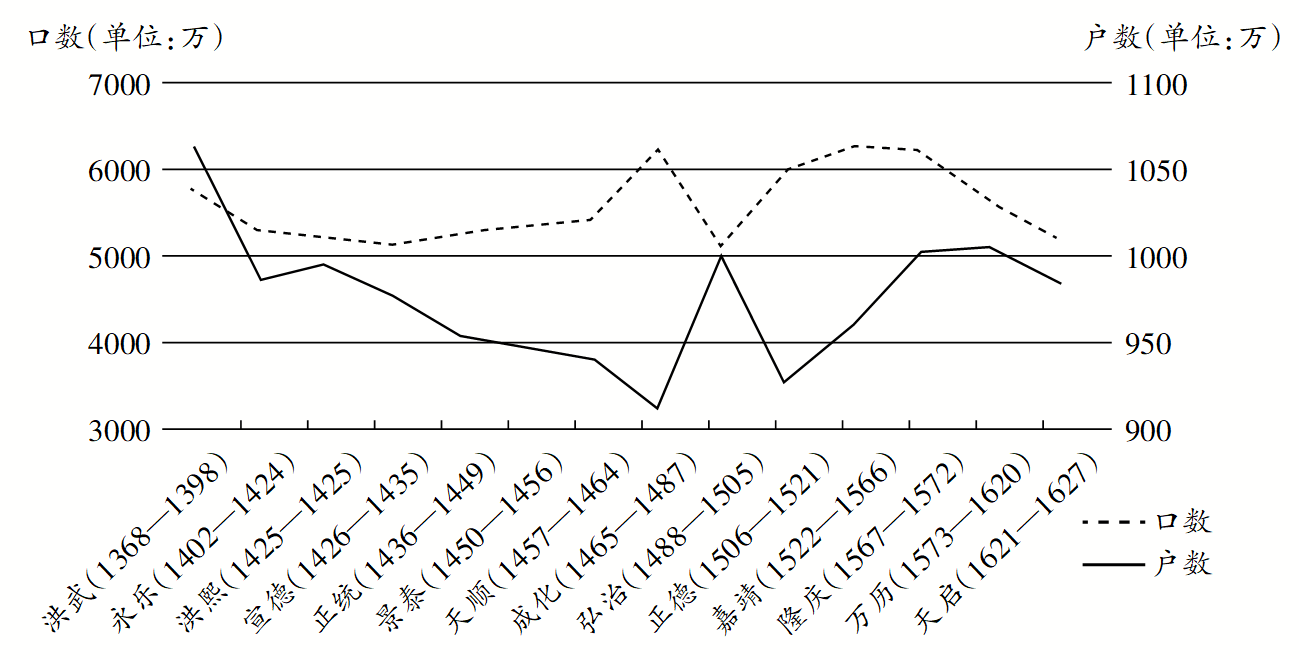 口数(单位:万)
户数(单位:万)
7000
1100
6000
1050
5000
1000
4000
950
3000
900
洪武(1368—1398)
永乐(1402—1424)
洪熙(1425—1425)
宣德(1426—1435)
正统(1436—1449)
景泰(1450—1456)
天顺(1457—1464)
成化(1465—1487)
弘治(1488—1505)
正德(1506—1521)
嘉靖(1522—1566)
隆庆(1567—1572)
万历(1573—1620)
天启(1621—1627)
口数
户数